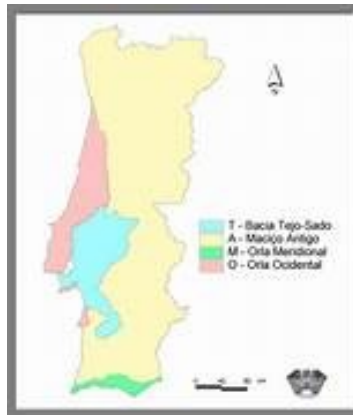 T - Bacia Tejo-Sado
A - Maciço Antigo
M - Orla Meridional
O - Orla Ocidental